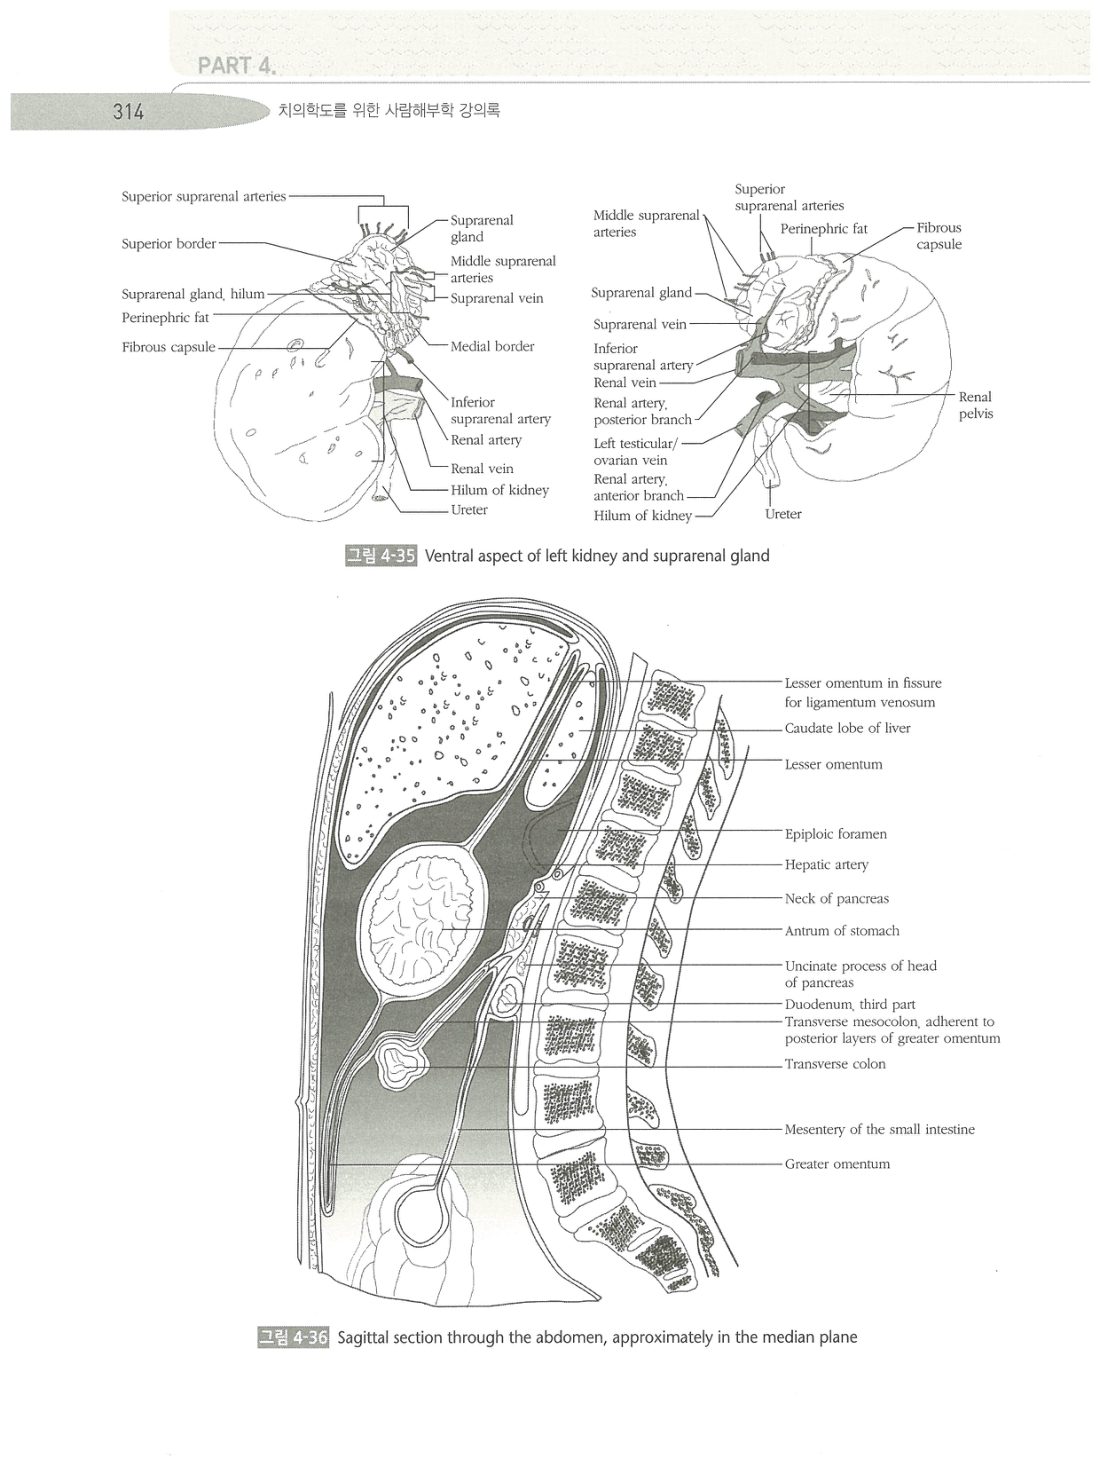 PART 4.
314
치의학도를 위한 사람해부학 강의록
Superior suprarenal arteries
Superior border
Suprarenal gland, hilum
Perinephric fat
Fibrous capsule
Suprarenal
gland
Middle suprarenal
arteries
Suprarenal vein
Medial border
Inferior
suprarenal artery
Renal artery
Renal vein
Hilum of kidney
Ureter
Superior
suprarenal arteries
Middle suprarenal
arteries
Perinephric fat
Fibrous
capsule
Suprarenal gland
Suprarenal vein
Inferior
suprarenal artery
Renal vein
Renal artery,
posterior branch
Left testicular/
ovarian vein
Renal artery,
anterior branch
Hilum of kidney
Renal
pelvis
Ureter
그림 4-35 Ventral aspect of left kidney and suprarenal gland
Lesser omentum in fissure
for ligamentum venosum
Caudate lobe of liver
Lesser omentum
Epiploic foramen
Hepatic artery
Neck of pancreas
Antrum of stomach
Uncinate process of head
of pancreas
Duodenum, third part
Transverse mesocolon, adherent to
posterior layers of greater omentum
Transverse colon
Mesentery of the small intestine
Greater omentum
그림 4-36 Sagittal section through the abdomen, approximately in the median plane